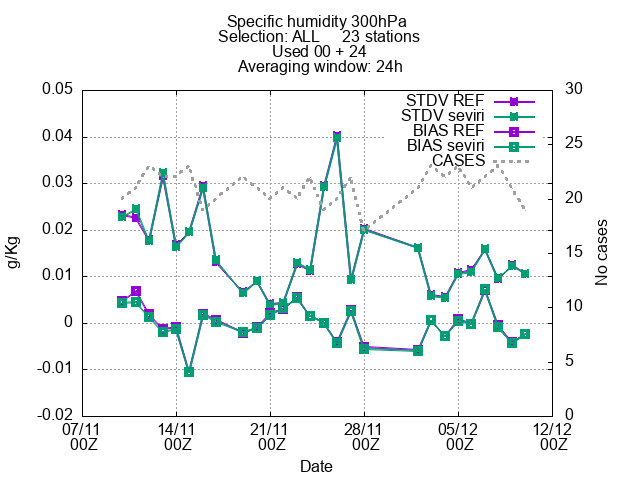 Specific humidity 300hPa
Selection: ALL 23 stations
Used 00 + 24
Averaging window: 24h
0.05
0.04
0.03
0.02
0.01
0
-0.01
-0.02
g/Kg
30
25
20
15
10
5
0
No cases
STDV REF
STDV seviri
BIAS REF
BIAS seviri
CASES
07/11 14/11 21/11 28/11 05/12 12/12
00Z 00Z 00Z 00Z 00Z 00Z
Date